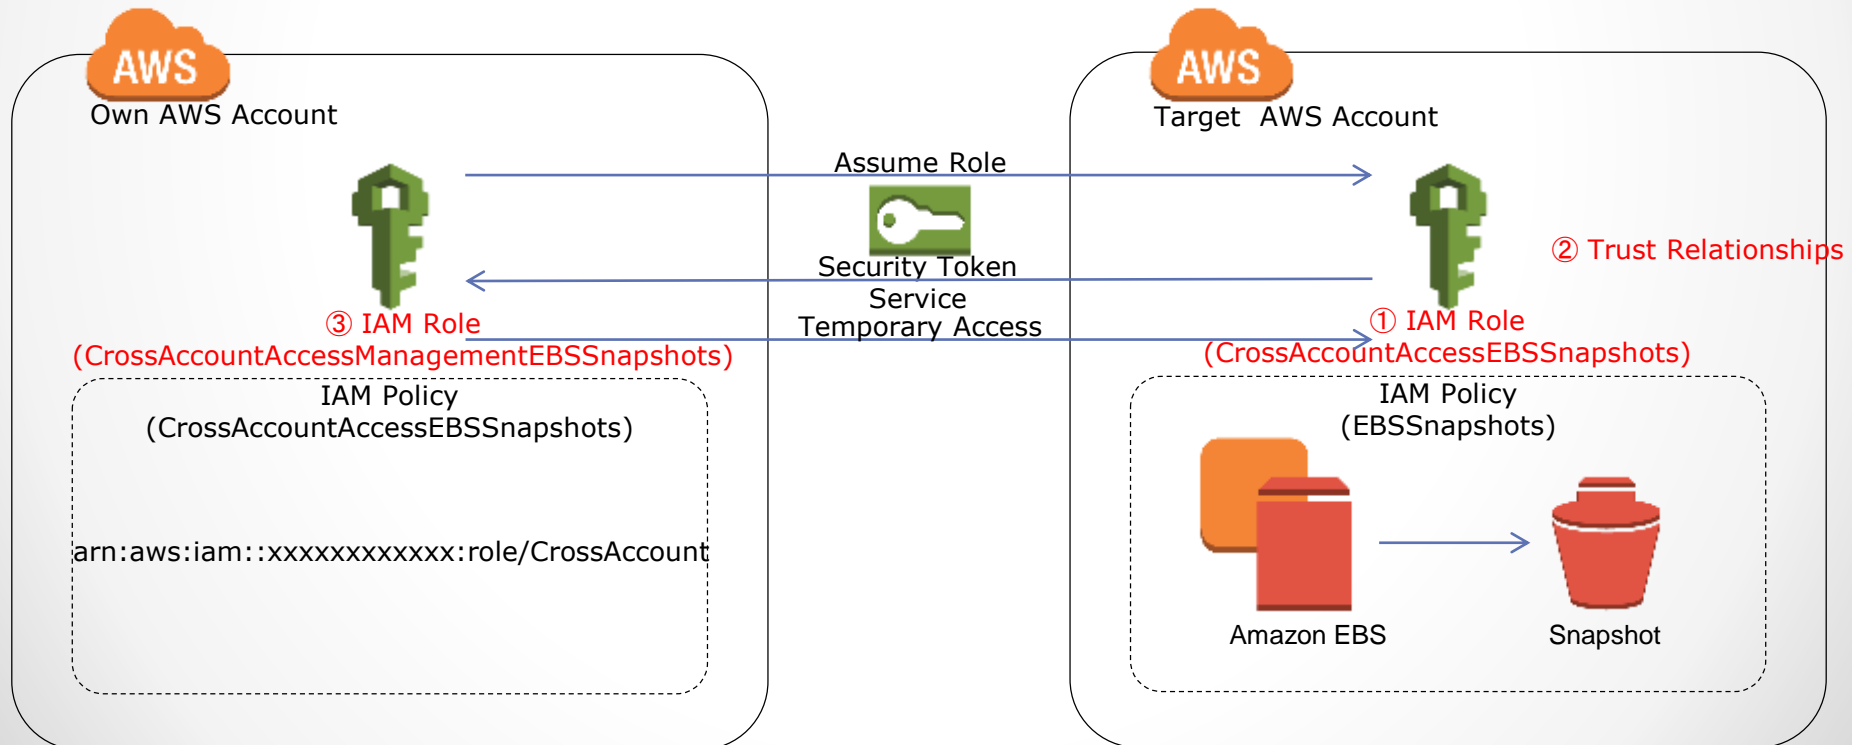 AWS
Own AWS Account
AWS
Target AWS Account
Assume Role
Security Token
Service
Temporary Access
② Trust Relationships
③ IAM Role
(CrossAccountAccessManagementEBSSnapshots)
① IAM Role
(CrossAccountAccessEBSSnapshots)
IAM Policy
(CrossAccountAccessEBSSnapshots)
arn:aws:iam::xxxxxxxxxxxx:role/CrossAccount
IAM Policy
(EBSSnapshots)
Amazon EBS
Snapshot